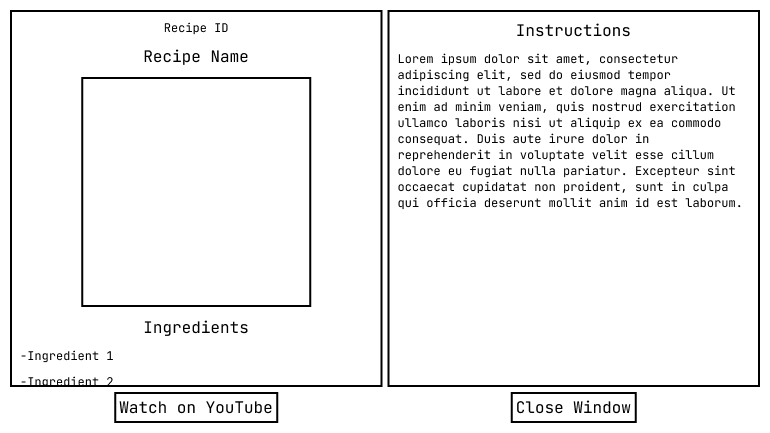 Recipe ID
Recipe Name
Ingredients
-Ingredient 1
-Ingredient 2
Watch on YouTube
Instructions
Lorem ipsum dolor sit amet, consectetur
adipiscing elit, sed do eiusmod tempor
incididunt ut labore et dolore magna aliqua. Ut
enim ad minim veniam, quis nostrud exercitation
ullamco laboris nisi ut aliquip ex ea commodo
consequat. Duis aute irure dolor in
reprehenderit in voluptate velit esse cillum
dolore eu fugiat nulla pariatur. Excepteur sint
occaecat cupidatat non proident, sunt in culpa
qui officia deserunt mollit anim id est laborum.
Close Window